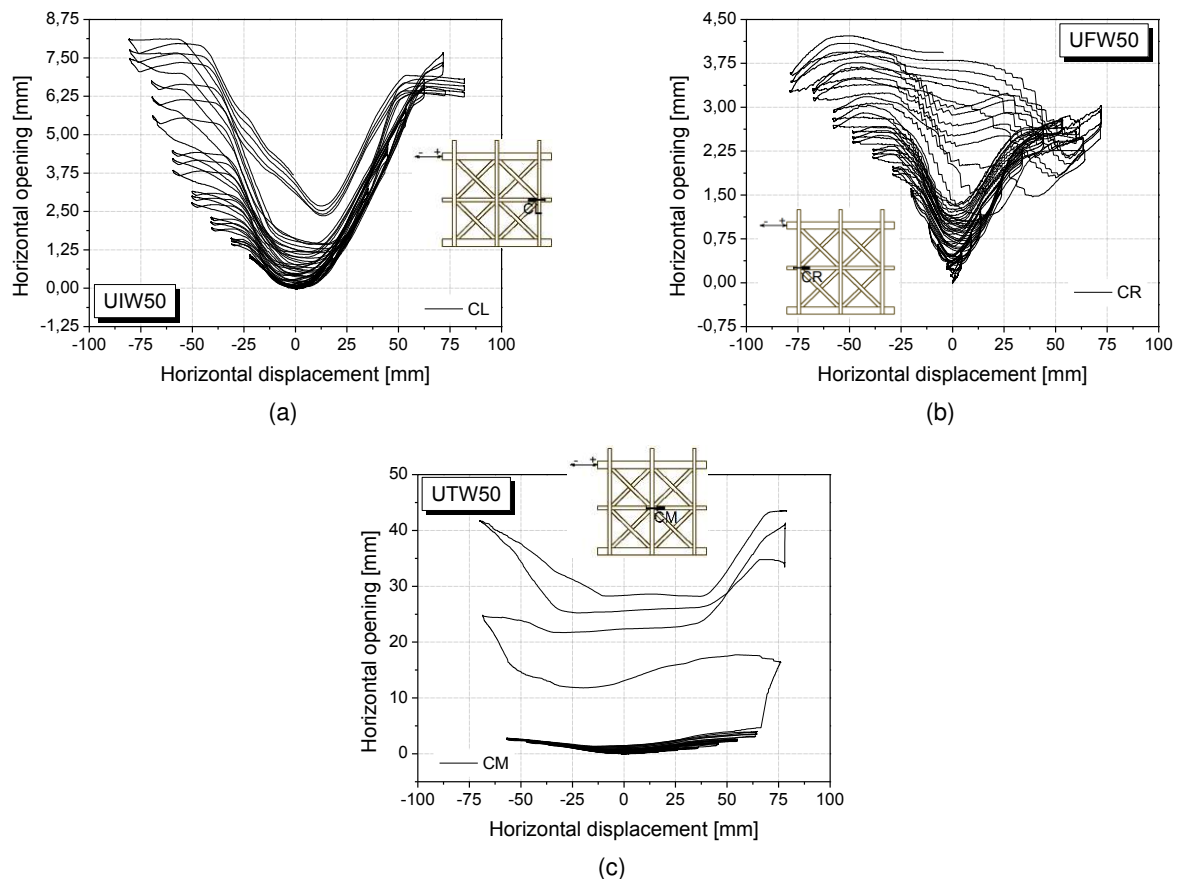 (a)
8,75
7,50
6,25
5,00
3,75
2,50
1,25
0,00
-1,25
Horizontal opening [mm]
- +
CL
UIW50
CL
-100 -75 -50 -25 0 25 50 75 100
Horizontal displacement [mm]
(a)
(b)
4,50
3,75
3,00
2,25
1,50
0,75
0,00
-0,75
Horizontal opening [mm]
UFW50
- +
CR
CR
-100 -75 -50 -25 0 25 50 75 100
Horizontal displacement [mm]
(b)
50
40
30
20
10
0
Horizontal opening [mm]
UTW50
- +
CM
CM
-100 -75 -50 -25 0 25 50 75 100
Horizontal displacement [mm]
(c)